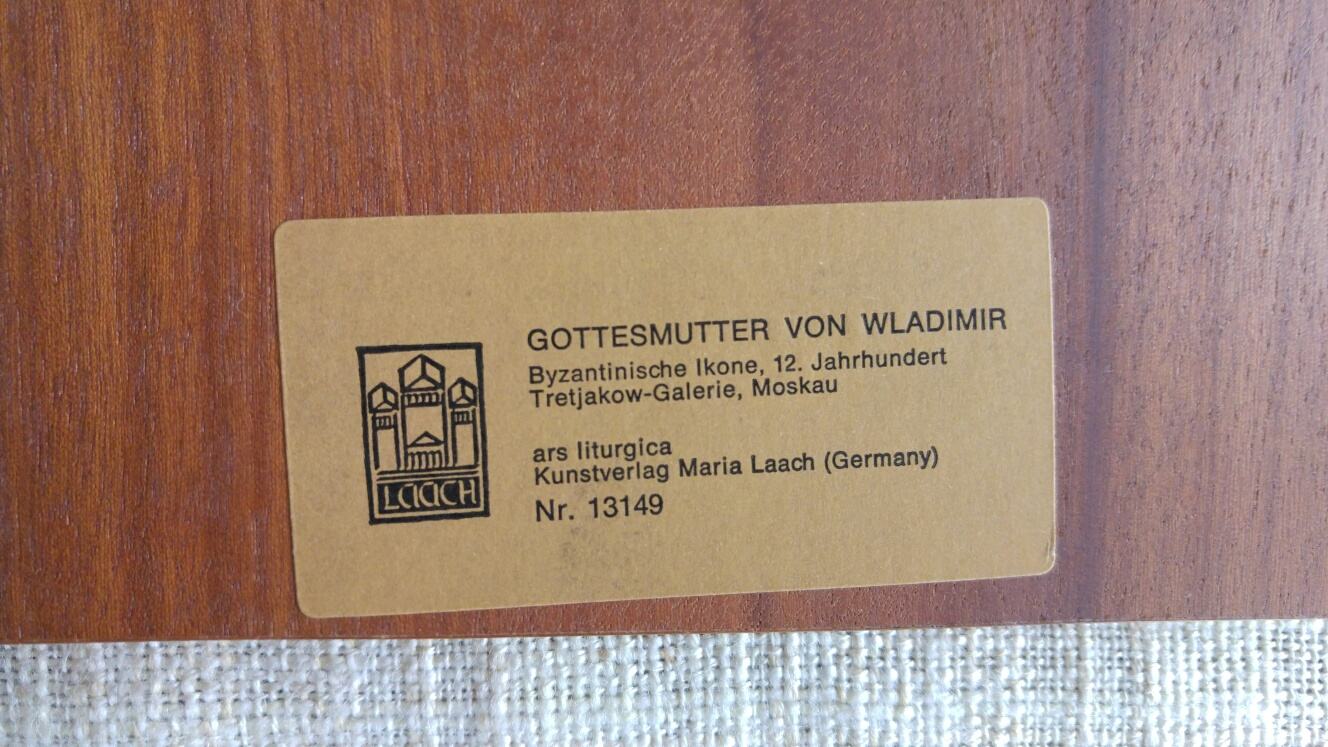 GOTTESMUTTER VON WLADIMIR
Byzantinische Ikone, 12. Jahrhundert
Tretjakow-Galerie, Moskau
ars liturgica
Kunstverlag Maria Laach (Germany)
Nr. 13149
LAACH